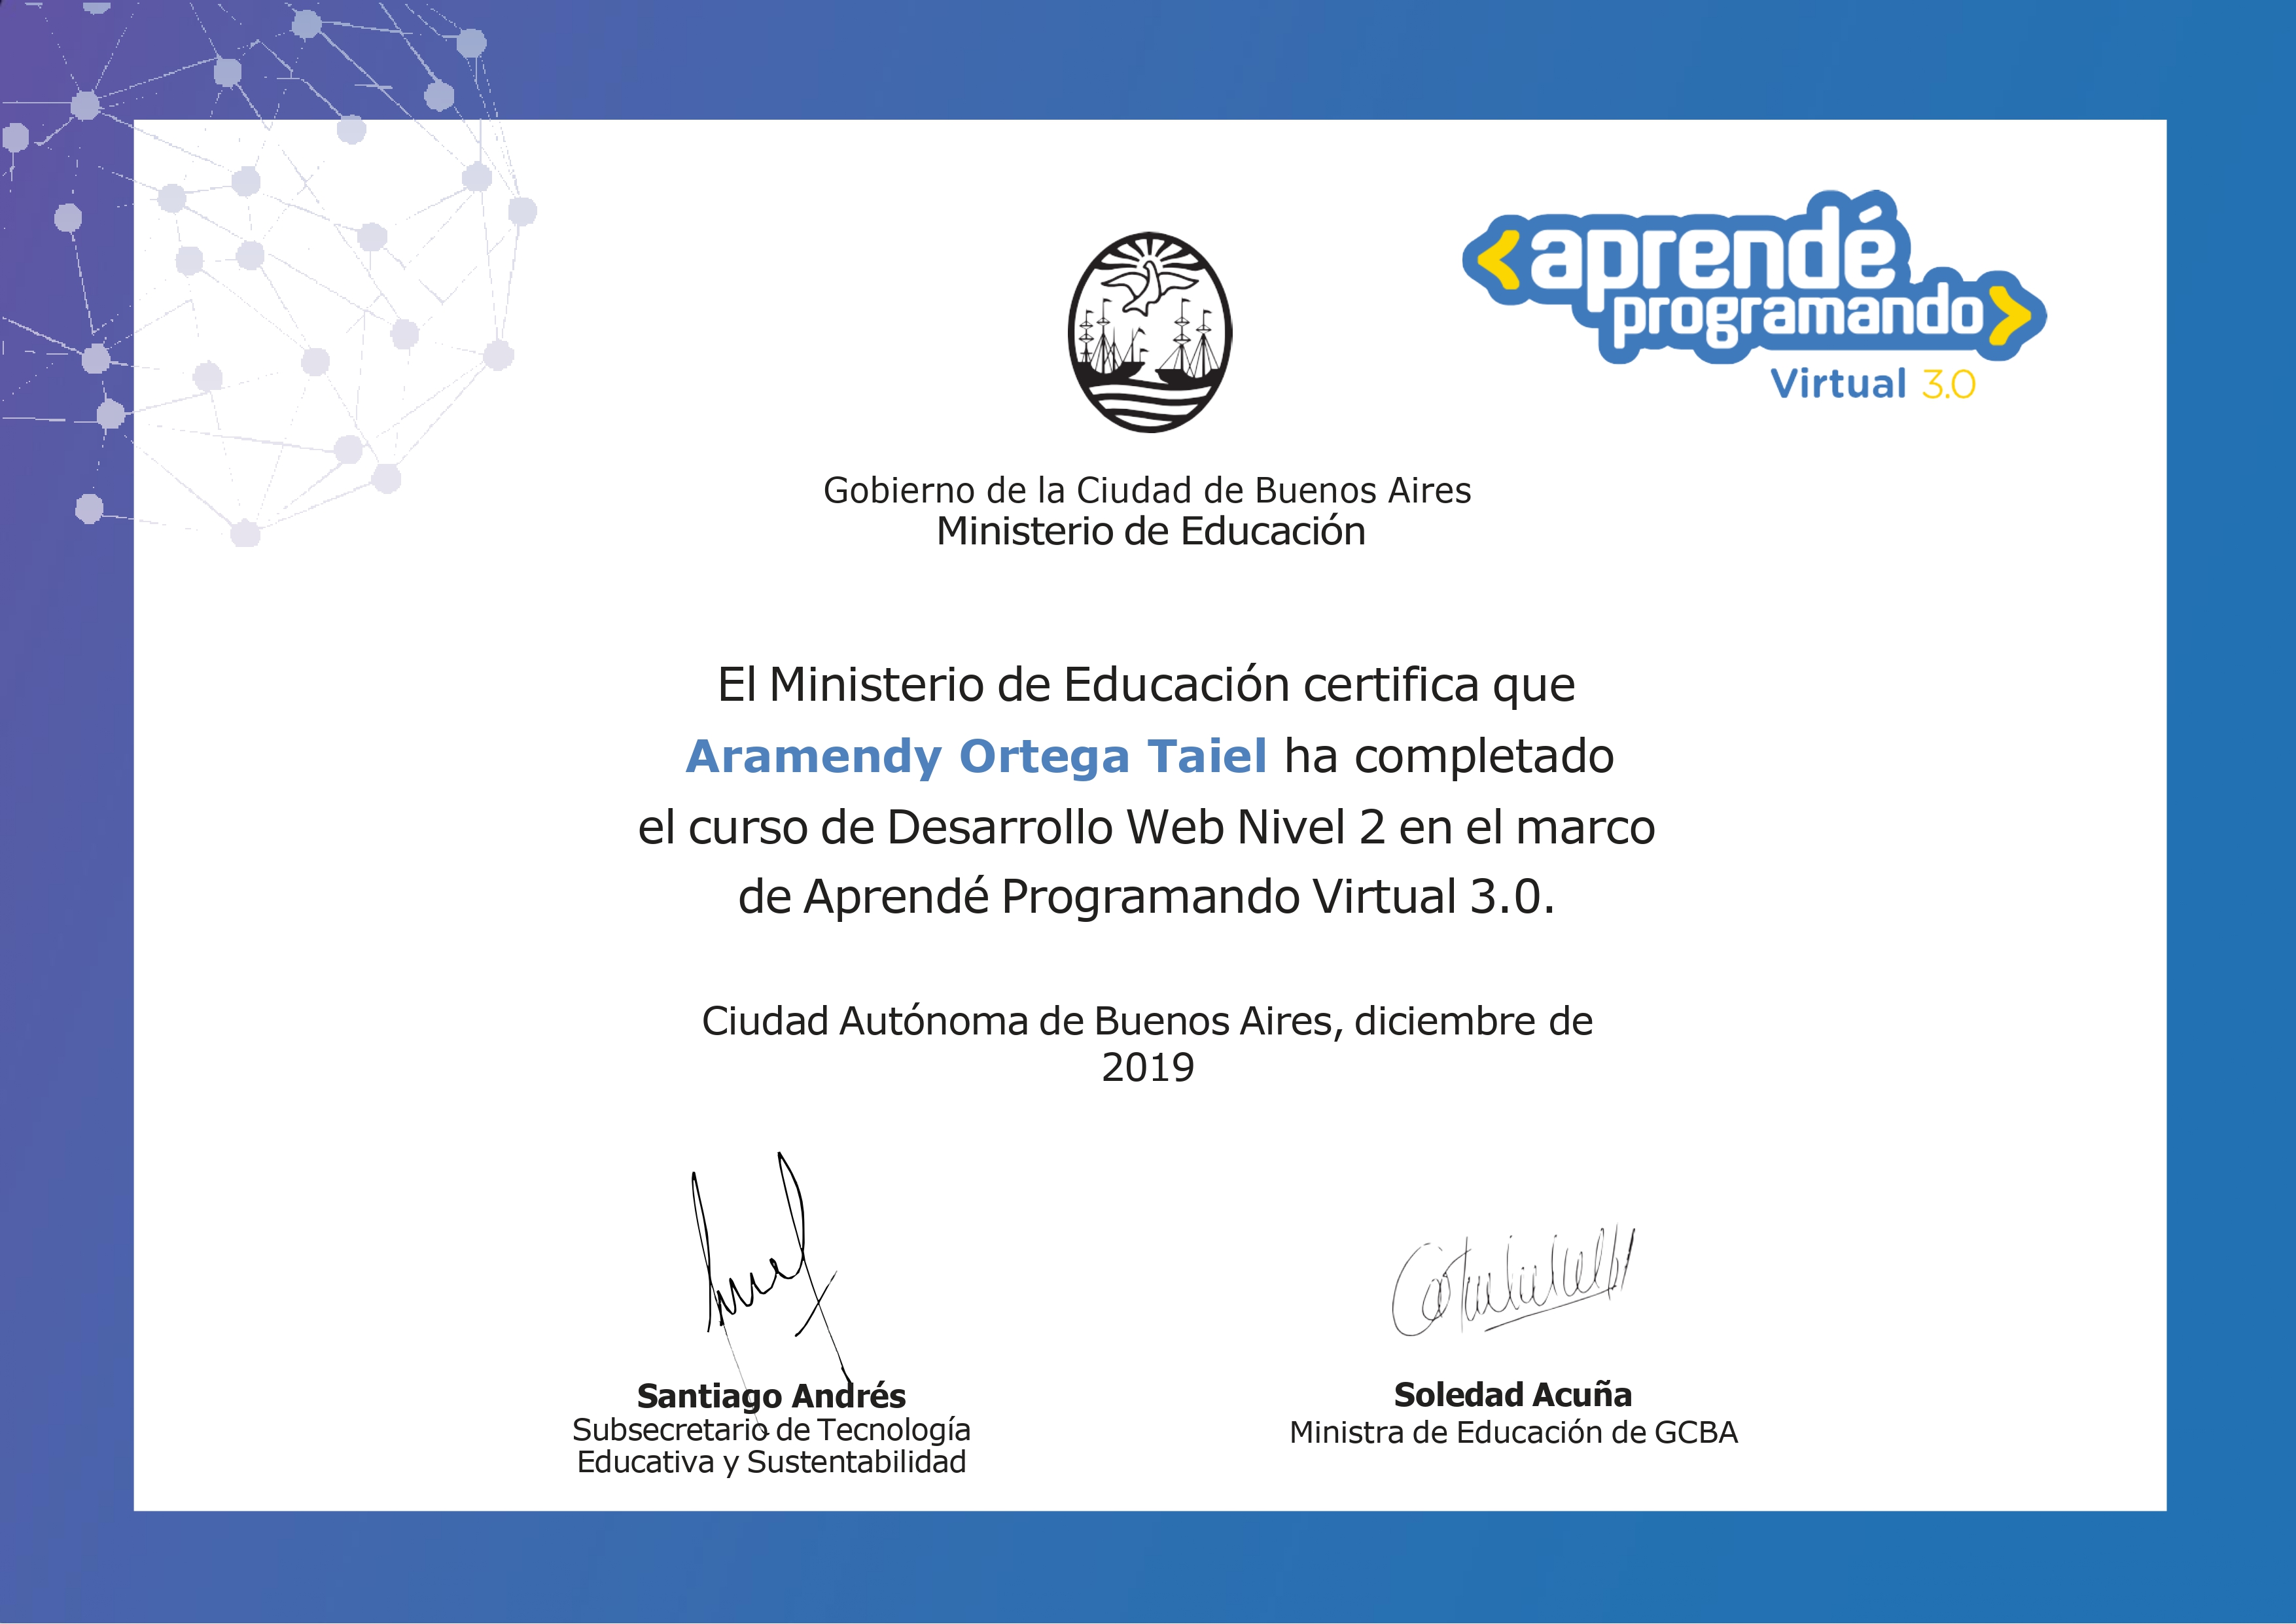 <aprendé
programando>
Virtual 3.0
Gobierno de la Ciudad de Buenos Aires
Ministerio de Educación
El Ministerio de Educación certifica que
Aramendy Ortega Taiel ha completado
el curso de Desarrollo Web Nivel 2 en el marco
de Aprendé Programando Virtual 3.0.
Ciudad Autónoma de Buenos Aires, diciembre de
2019
Santiago Andrés
Subsecretario de Tecnología
Educativa y Sustentabilidad
Soledad Acuña
Ministra de Educación de GCBA